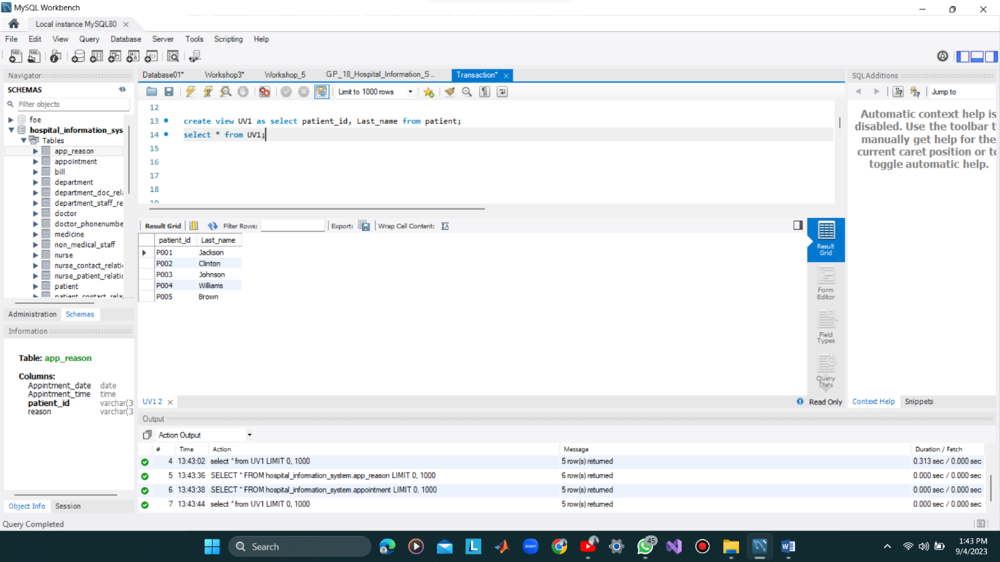 MySQL Workbench
Local instance MySQL80
File Edit View Query Database Server Tools Scripting Help
Navigator
SCHEMAS
Filter objects
foe
hospital_information_sys
Tables
app_reason
appointment
bill
department
department_doc_rel
department_staff_re
doctor
doctor_phonenumbe
medicine
non_medical_staff
nurse
nurse_contact_relati
nurse_patient_relatic
patient
patient_contact_rela
Administration Schemas
Information
Table: app_reason
Columns:
Appintment_date date
Appintment_time time
patient_id varchar(3
reason varchar(3
Object Info Session
Query Completed
Database01* Workshop3* Workshop_5 GP_18_Hospital_Information_S... Transaction*
Limit to 1000 rows
12
13 create view UV1 as select patient_id, Last_name from patient;
14 select * from UV1;
15
16
17
18
19
Result Grid Filter Rows: Export: Wrap Cell Content:
patient_id Last_name
P001 Jackson
P002 Clinton
P003 Johnson
P004 Williams
P005 Brown
Result
Grid
Form
Editor
Field
Types
Query
Stats
UV1 2
Read Only
Output
Action Output
# Time Action Message Duration / Fetch
4 13:43:02 select * from UV1 LIMIT 0, 1000 5 row(s) returned 0.313 sec / 0.000 sec
5 13:43:36 SELECT * FROM hospital_information_system.app_reason LIMIT 0, 1000 6 row(s) returned 0.000 sec / 0.000 sec
6 13:43:38 SELECT * FROM hospital_information_system.appointment LIMIT 0, 1000 5 row(s) returned 0.000 sec / 0.000 sec
7 13:43:44 select * from UV1 LIMIT 0, 1000 5 row(s) returned 0.000 sec / 0.000 sec
SQLAdditions
Jump to
Automatic context help is
disabled. Use the toolbar t
manually get help for the
current caret position or to
toggle automatic help.
Context Help Snippets
Search
L
zoom
45
1:43 PM
9/4/2023